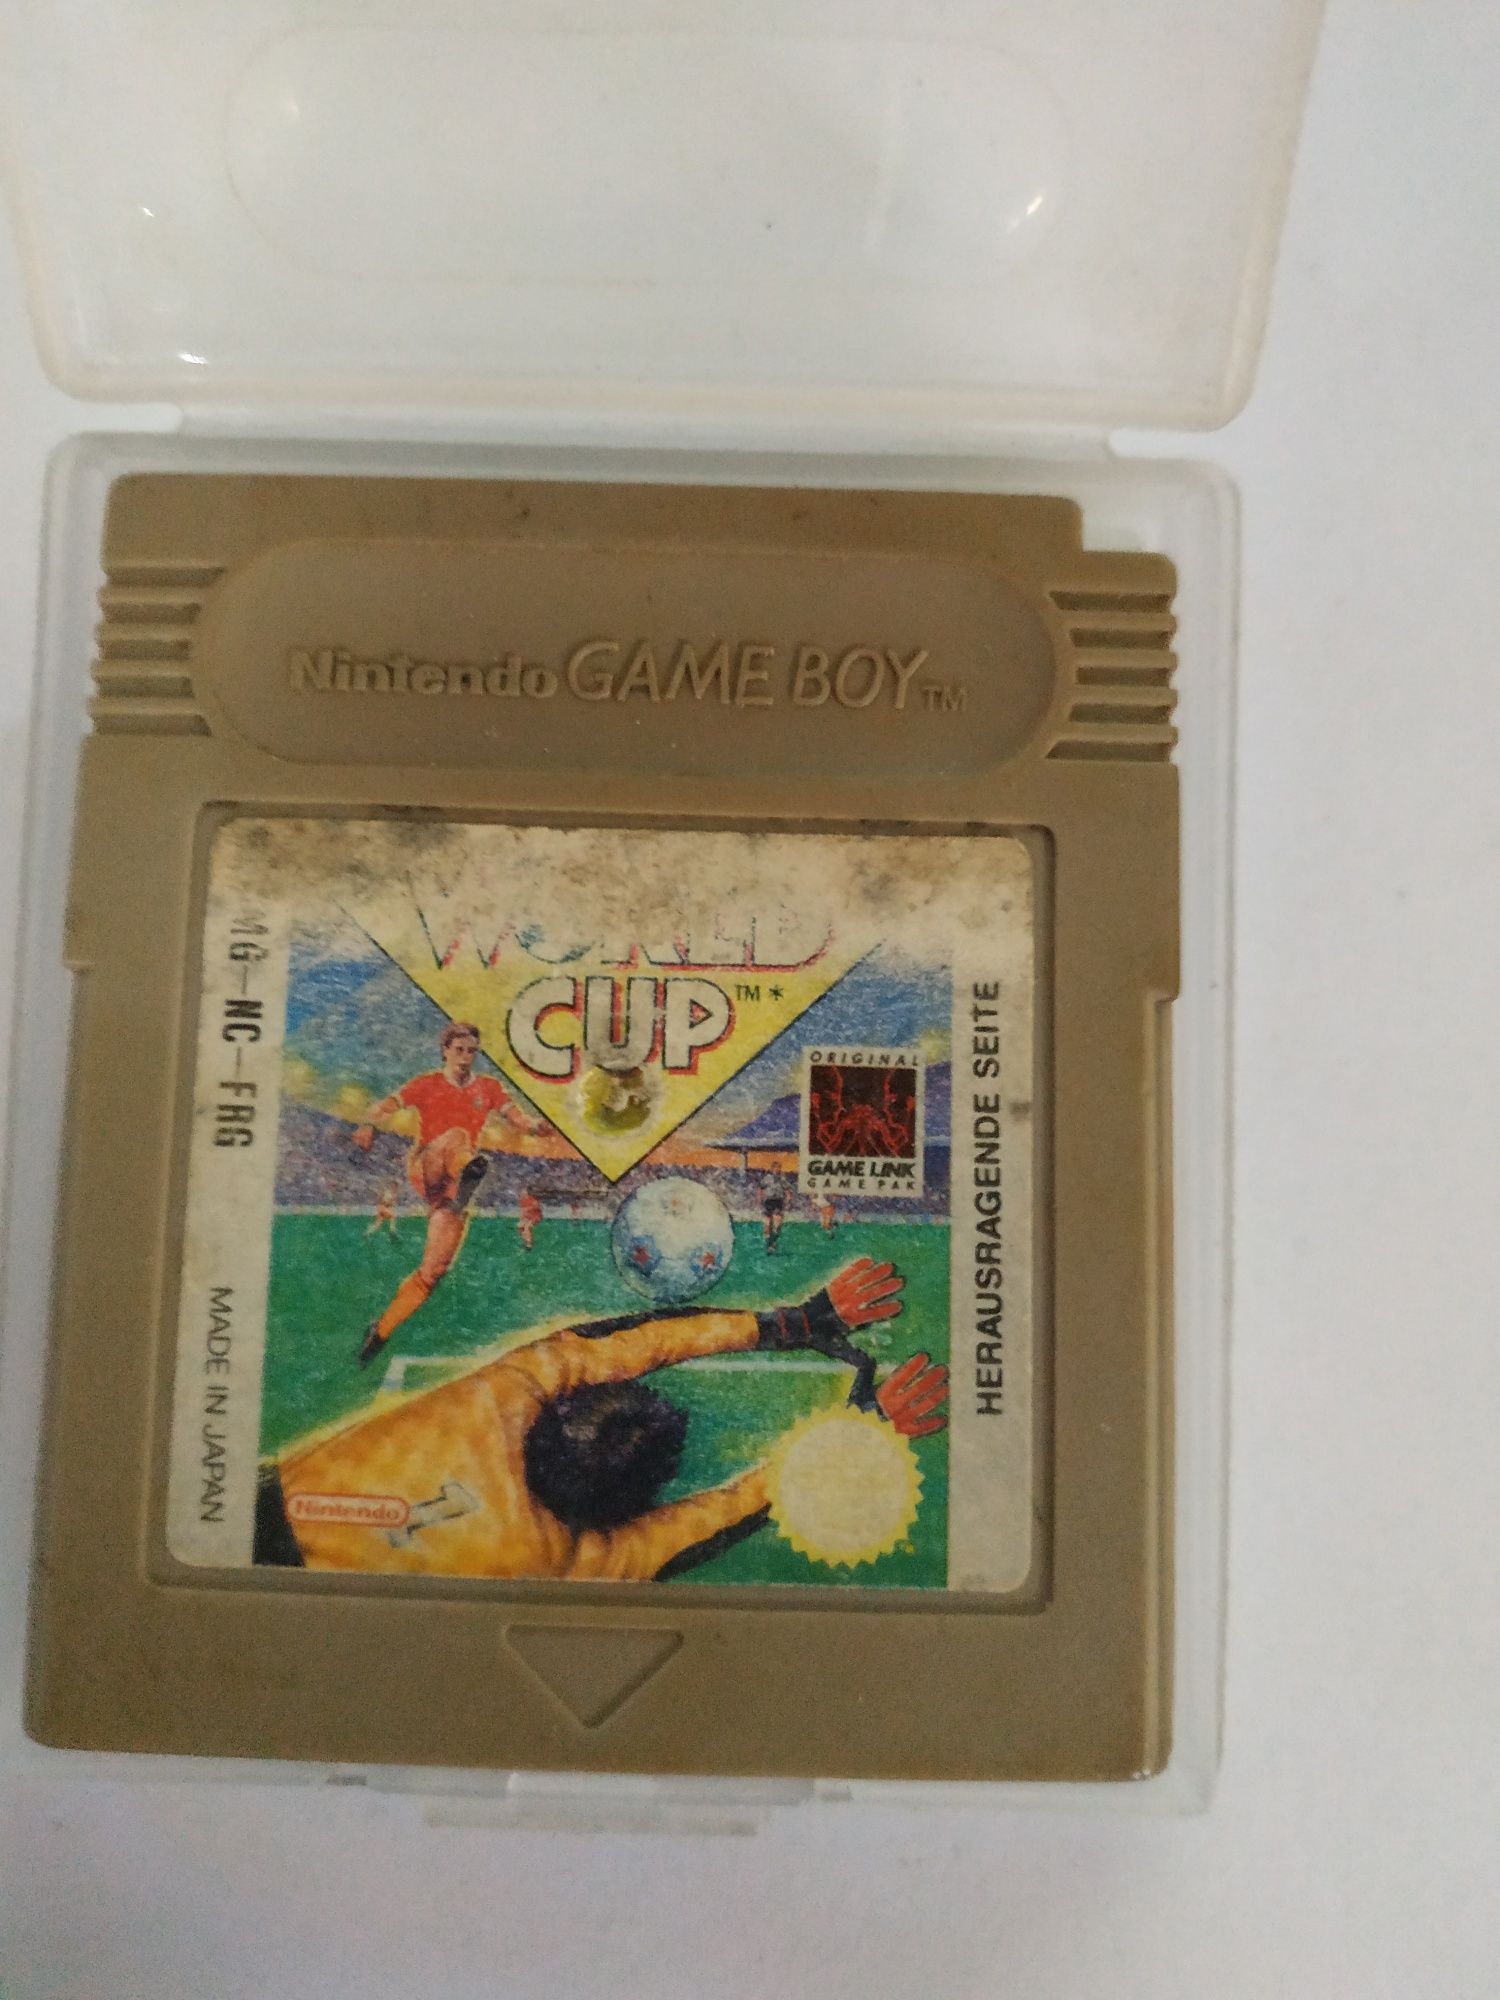 Nintendo GAME BOY TM
WORLD
CUP TM *
ORIGINAL
GAME LINK
GAME PAK
MG-NC-FRG
MADE IN JAPAN
HERAUSRAGENDE SEITE
Nintendo
1